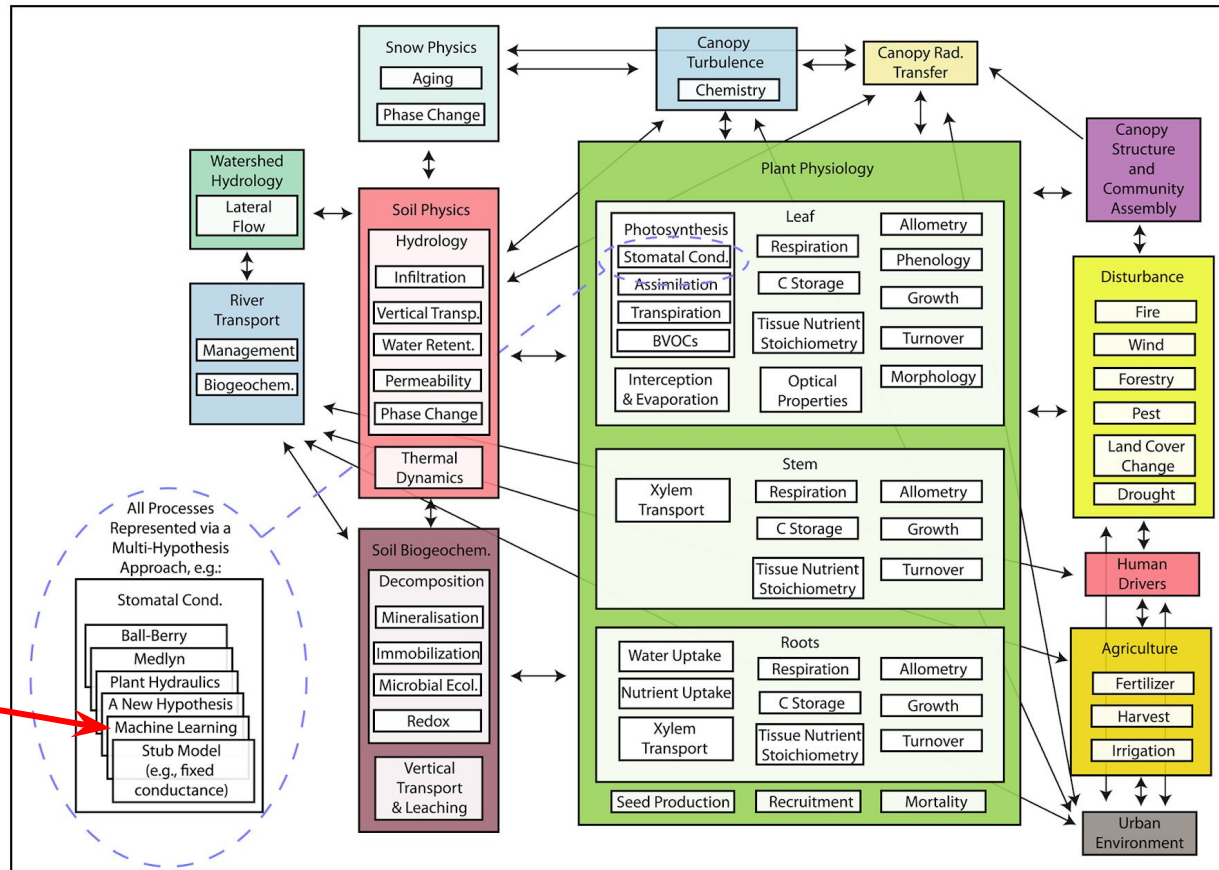 Snow Physics
Aging
Phase Change
Canopy
Turbulence
Chemistry
Canopy Rad.
Transfer
Canopy
Structure
and
Community
Assembly
Watershed
Hydrology
Lateral
Flow
River
Transport
Management
Biogeochem.
Soil Physics
Hydrology
Infiltration
Vertical Transp.
Water Retent.
Permeability
Phase Change
Thermal
Dynamics
Soil Biogeochem.
Decomposition
Mineralisation
Immobilization
Microbial Ecol.
Redox
Vertical
Transport
& Leaching
Plant Physiology
Leaf
Photosynthesis
Stomatal Cond.
Assimilation
Transpiration
BVOCs
Interception
& Evaporation
Respiration
C Storage
Tissue Nutrient
Stoichiometry
Optical
Properties
Allometry
Phenology
Growth
Turnover
Morphology
Stem
Xylem
Transport
Respiration
C Storage
Tissue Nutrient
Stoichiometry
Allometry
Growth
Turnover
Roots
Water Uptake
Nutrient Uptake
Xylem
Transport
Respiration
C Storage
Tissue Nutrient
Stoichiometry
Allometry
Growth
Turnover
Seed Production
Recruitment
Mortality
Disturbance
Fire
Wind
Forestry
Pest
Land Cover
Change
Drought
Human
Drivers
Agriculture
Fertilizer
Harvest
Irrigation
Urban
Environment
All Processes
Represented via a
Multi-Hypothesis
Approach, e.g.:
Stomatal Cond.
Ball-Berry
Medlyn
Plant Hydraulics
A New Hypothesis
Machine Learning
Stub Model
(e.g., fixed
conductance)